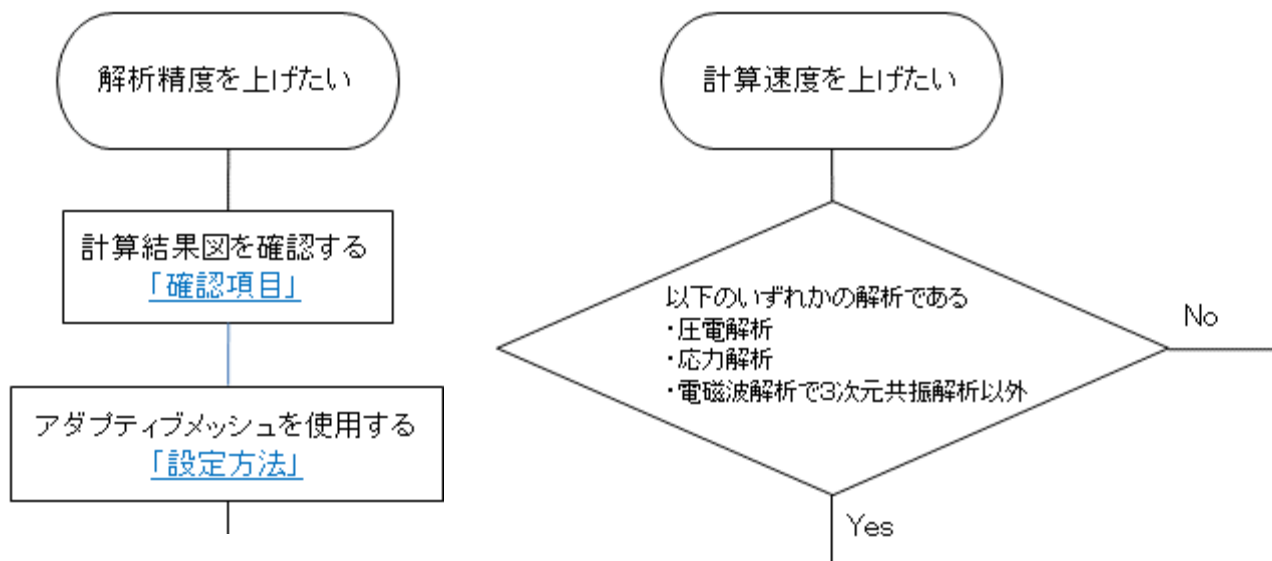 解析精度を上げたい
計算結果図を確認する
「確認項目」
アダプティブメッシュを使用する
「設定方法」
計算速度を上げたい
以下のいずれかの解析である
・圧電解析
・応力解析
・電磁波解析で3次元共振解析以外
No
Yes